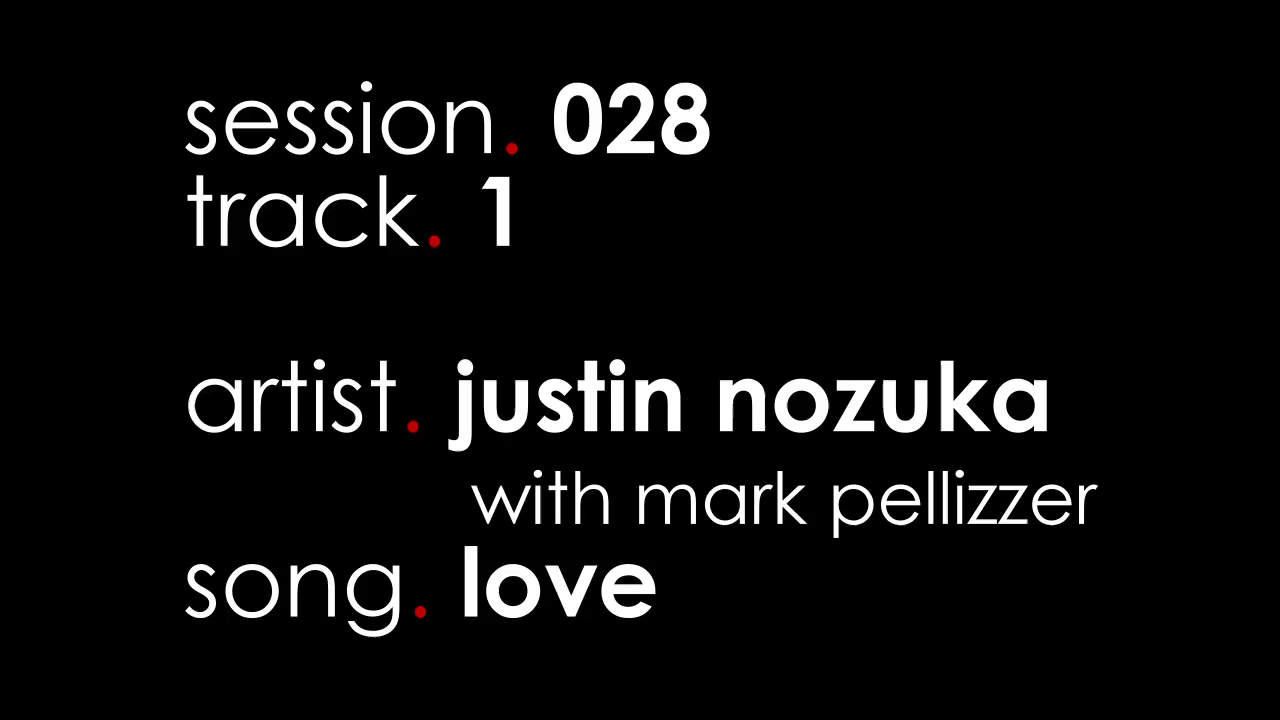 session. 028
track. 1
artist. justin nozuka
with mark pellizzer
song. love